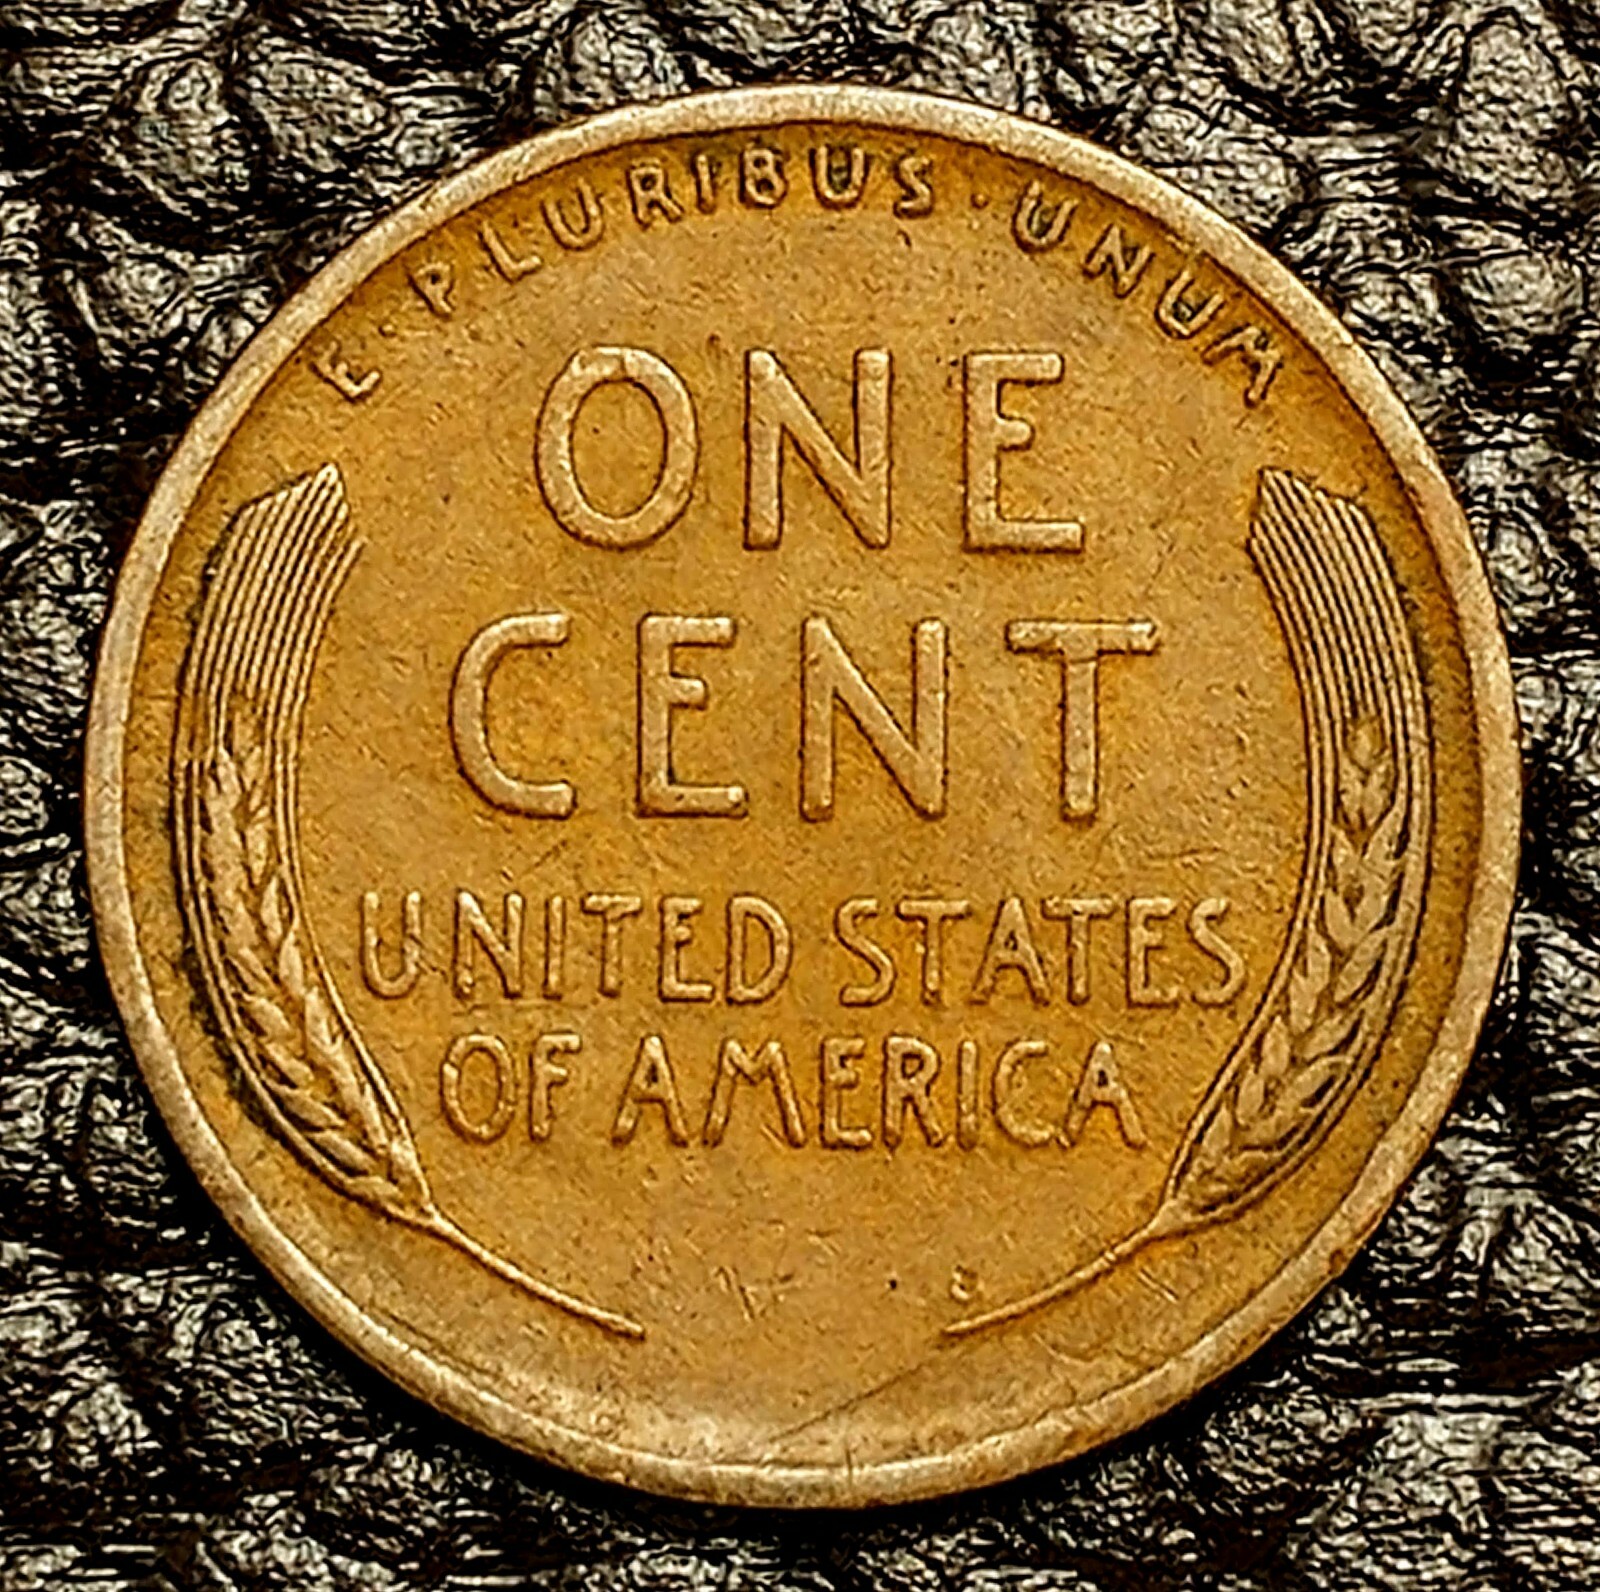 E · PLURIBUS · UNUM
ONE
CENT
UNITED STATES
OF AMERICA